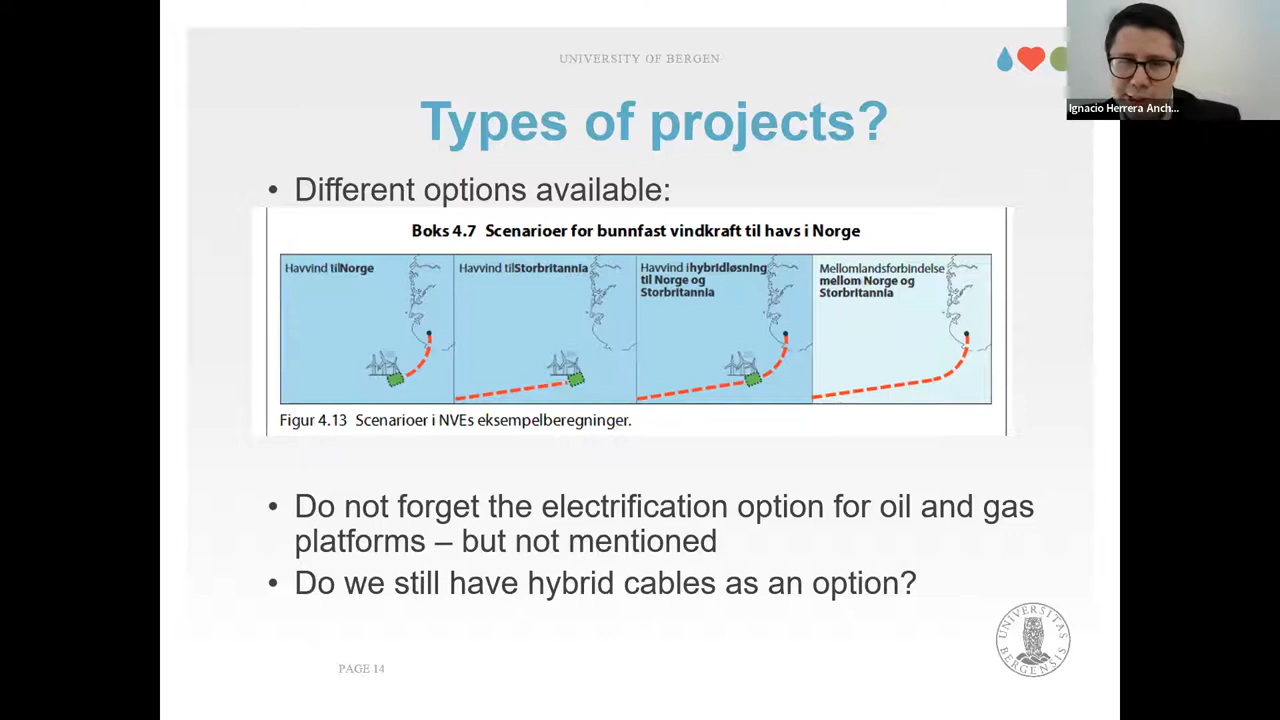 UNIVERSITY OF BERGEN
Ignacio Herrera Anch...
Types of projects?
• Different options available:
Boks 4.7 Scenarioer for bunnfast vindkraft til havs i Norge
Havvind tilNorge
Havvind tilStorbritannia
Havvind i hybridløsning
til Norge og
Storbritannia
Mellomlandsforbindelse
mellom Norge og
Storbritannia
Figur 4.13 Scenarioer i NVEs eksempelberegninger.
• Do not forget the electrification option for oil and gas
platforms – but not mentioned
• Do we still have hybrid cables as an option?
UNIVERSITAS
BERGENSIS
PAGE 14